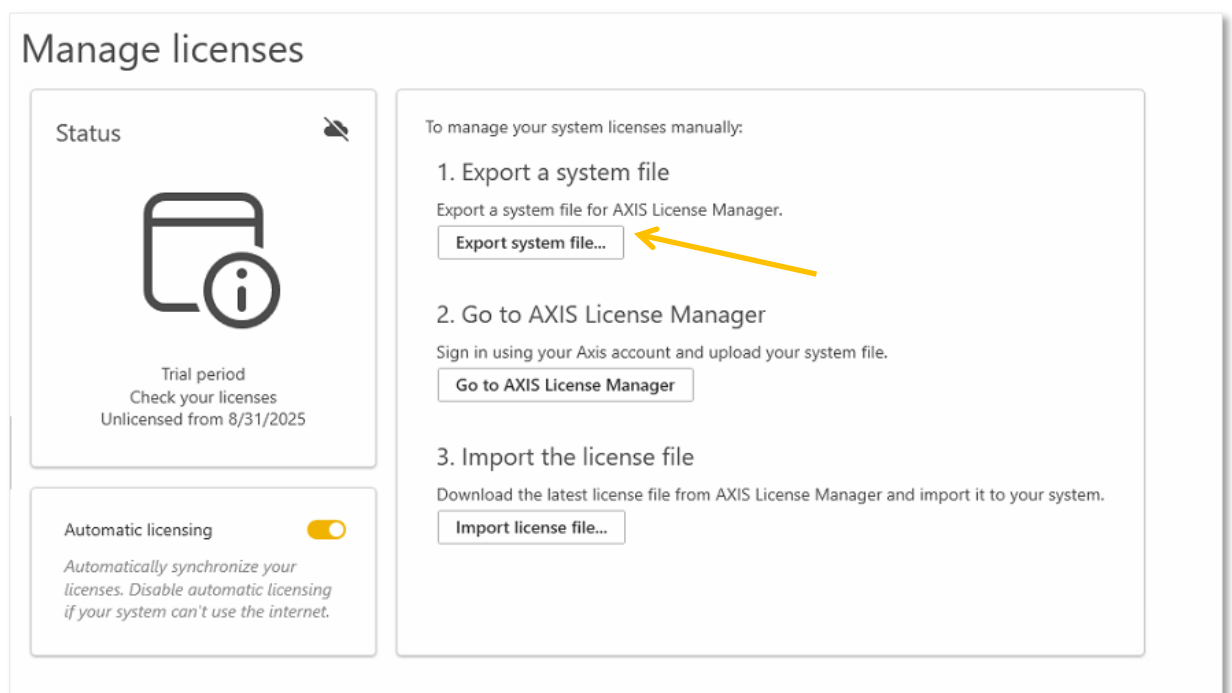 Manage licenses
Status
Trial period
Check your licenses
Unlicensed from 8/31/2025
Automatic licensing
Automatically synchronize your
licenses. Disable automatic licensing
if your system can't use the internet.
To manage your system licenses manually:
1. Export a system file
Export a system file for AXIS License Manager.
Export system file...
2. Go to AXIS License Manager
Sign in using your Axis account and upload your system file.
Go to AXIS License Manager
3. Import the license file
Download the latest license file from AXIS License Manager and import it to your system.
Import license file...